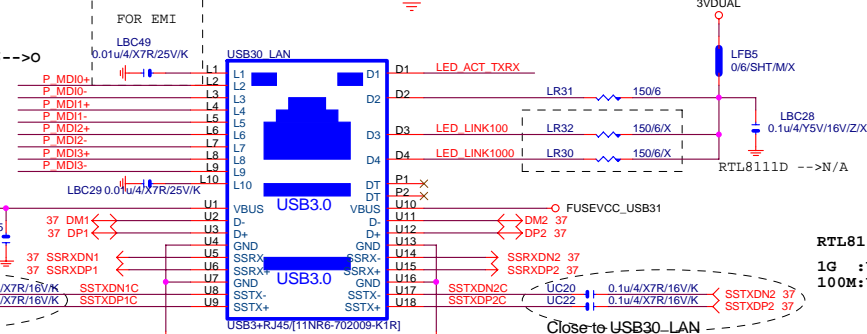 3VDUAL
FOR EMI
LBC49
0.01u/4/X7R/25V/K
USB30_LAN
-->O
LFB5
0/6/SHT/M/X
L1 L1 D1 D1 LED_ACT_TXRX
P_MDI0+ L2 L2
P_MDI0- L3 L3 D2 D2 LR31 150/6
P_MDI1+ L4 L4
P_MDI1- L5 L5
P_MDI2+ L6 L6 D3 D3 LED_LINK100 LR32 150/6/X
P_MDI2- L7 L7
P_MDI3+ L8 L8 D4 D4 LED_LINK1000 LR30 150/6/X
P_MDI3- L9 L9
LBC28
0.1u/4/Y5V/16V/Z/X
RTL8111D -->N/A
L10 L10 DT P1
LBC29 0.01u/4/X7R/25V/K
DT P2
USB3.0
U1 VBUS VBUS U10 FUSEVCC_USB31
37 DM1 U2 D- D- U11 DM2 37
37 DP1 U3 D+ D+ U12 DP2 37
U4 GND GND U13
37 SSRXDN1 U5 SSRX- SSRX- U14 SSRXDN2 37
37 SSRXDP1 U6 SSRX+ SSRX+ U15 SSRXDP2 37
U7 GND GND U16
USB3.0
/X7R/16V/K SSTXDN1C U8 SSTX- SSTX- U17 SSTXDN2C UC20 0.1u/4/X7R/16V/K SSTXDN2 37
/X7R/16V/K SSTXDP1C U9 SSTX+ SSTX+ U18 SSTXDP2C UC22 0.1u/4/X7R/16V/K SSTXDP2 37
USB3+RJ45/[11NR6-702009-K1R]
Close to USB30_LAN
RTL81
1G :
100M: